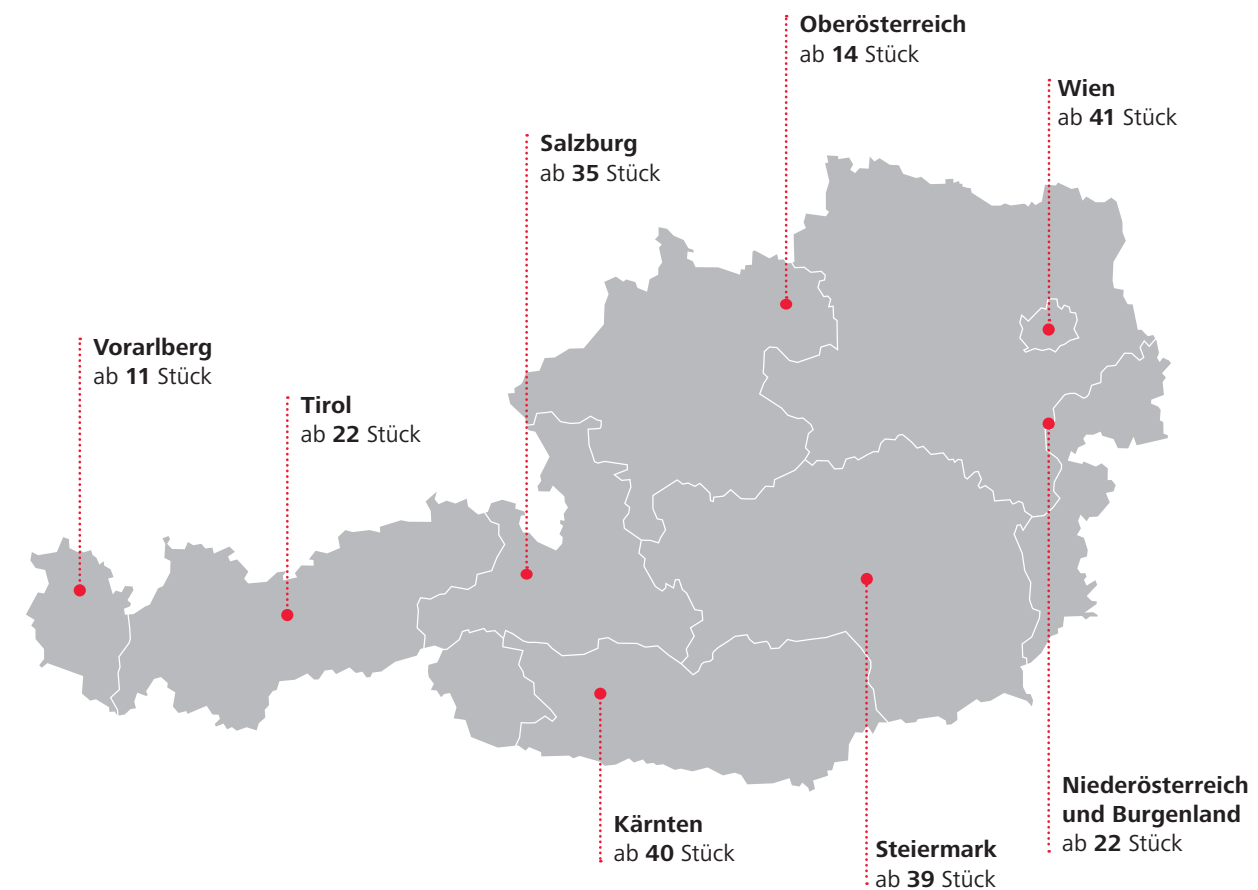 Oberösterreich
ab 14 Stück
Wien
ab 41 Stück
Salzburg
ab 35 Stück
Vorarlberg
ab 11 Stück
Tirol
ab 22 Stück
Niederösterreich
und Burgenland
ab 22 Stück
Kärnten
ab 40 Stück
Steiermark
ab 39 Stück